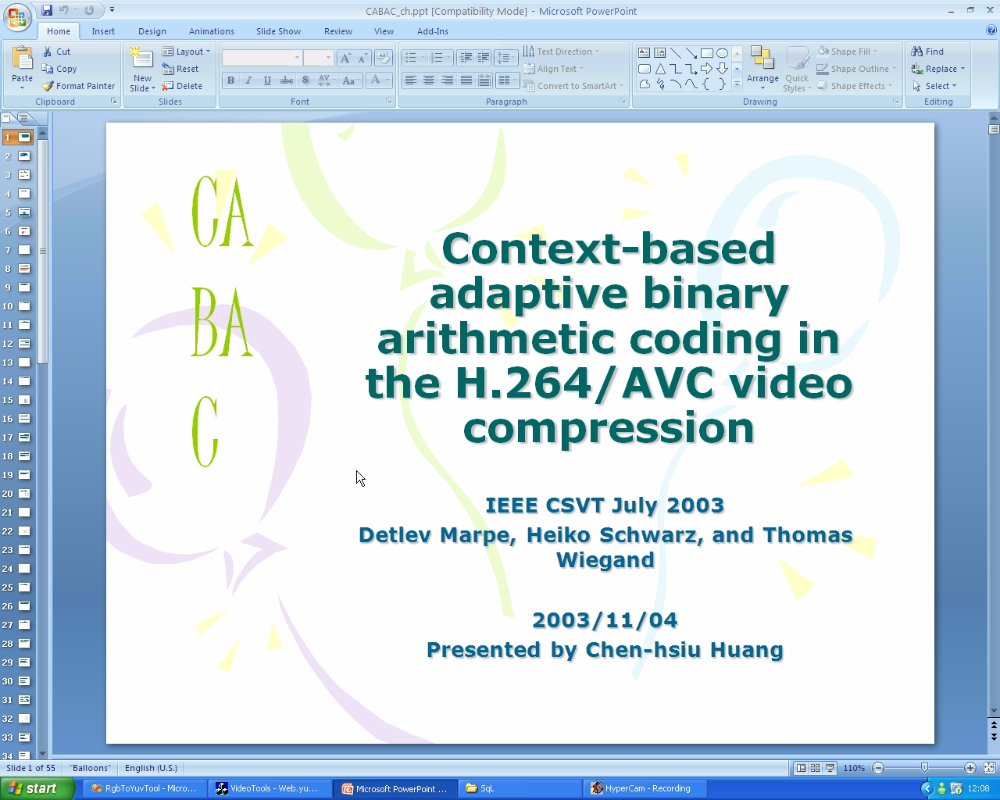 CABAC_ch.ppt [Compatibility Mode] - Microsoft PowerPoint
Home Insert Design Animations Slide Show Review View Add-Ins
Cut
Copy
Format Painter
Paste
Clipboard
New Slide
Layout
Reset
Delete
Slides
B I U abc S AV Aa A
Font
Text Direction
Align Text
Convert to SmartArt
Paragraph
Arrange
Quick Styles
Shape Fill
Shape Outline
Shape Effects
Drawing
Find
Replace
Select
Editing
1
2
3
4
5
6
7
8
9
10
11
12
13
14
15
16
17
18
19
20
21
22
23
24
25
26
27
28
29
30
31
32
33
34
CA
BA
C
Context-based
adaptive binary
arithmetic coding in
the H.264/AVC video
compression
IEEE CSVT July 2003
Detlev Marpe, Heiko Schwarz, and Thomas
Wiegand
2003/11/04
Presented by Chen-hsiu Huang
Slide 1 of 55 "Balloons" English (U.S.) 110%
start RgbToYuvTool - Micro... VideoTools - Web.yu... Microsoft PowerPoint ... SqL HyperCam - Recording 12:08